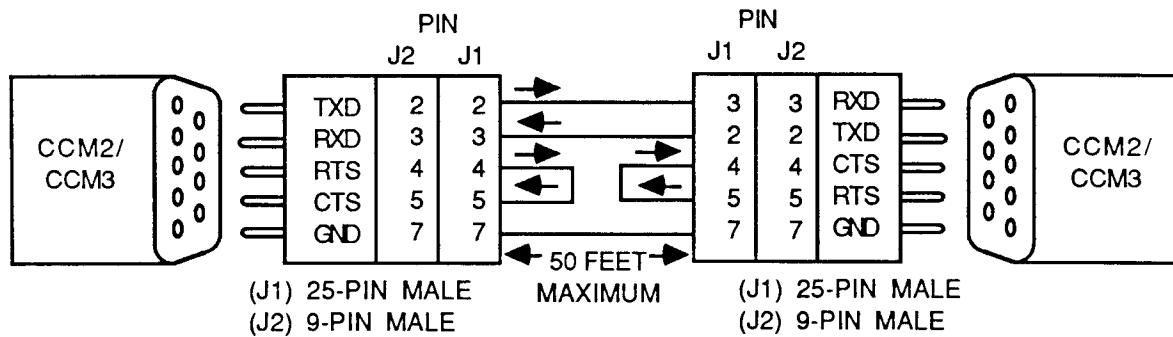 PIN PIN
J2 J1 J1 J2
TXD 2 2 3 3 RXD
RXD 3 3 2 2 TXD
RTS 4 4 4 4 CTS
CTS 5 5 5 5 RTS
GND 7 7 7 7 GND
CCM2/
CCM3
CCM2/
CCM3
50 FEET
MAXIMUM
(J1) 25-PIN MALE
(J2) 9-PIN MALE
(J1) 25-PIN MALE
(J2) 9-PIN MALE